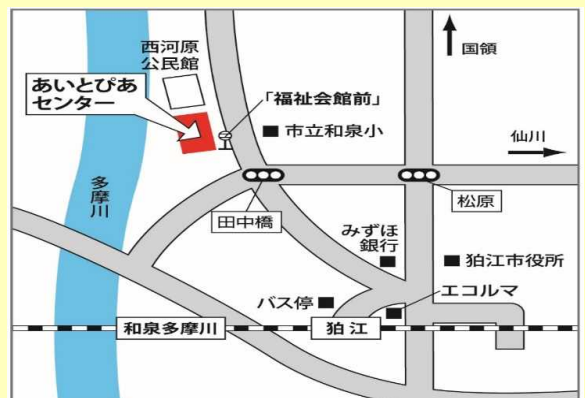 西河原
公民館
国領
あいとぴあ
センター
「福祉会館前」
市立和泉小
仙川
多摩川
田中橋
松原
みずほ
銀行
狛江市役所
エコルマ
バス停
和泉多摩川
狛江